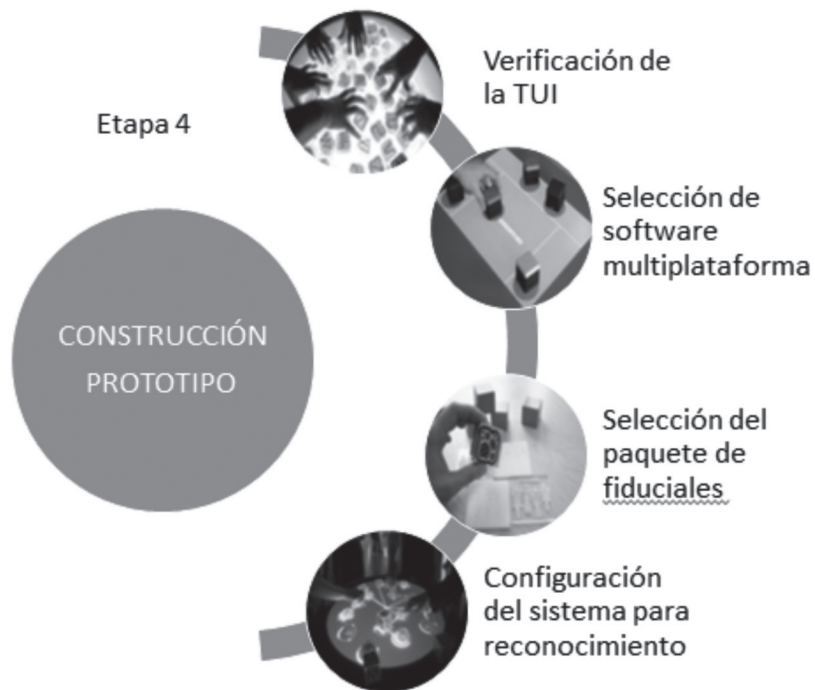 Etapa 4
CONSTRUCCIÓN
PROTOTIPO
Verificación de
la TUI
Selección de
software
multiplataforma
Selección del
paquete de
fiduciales
Configuración
del sistema para
reconocimiento